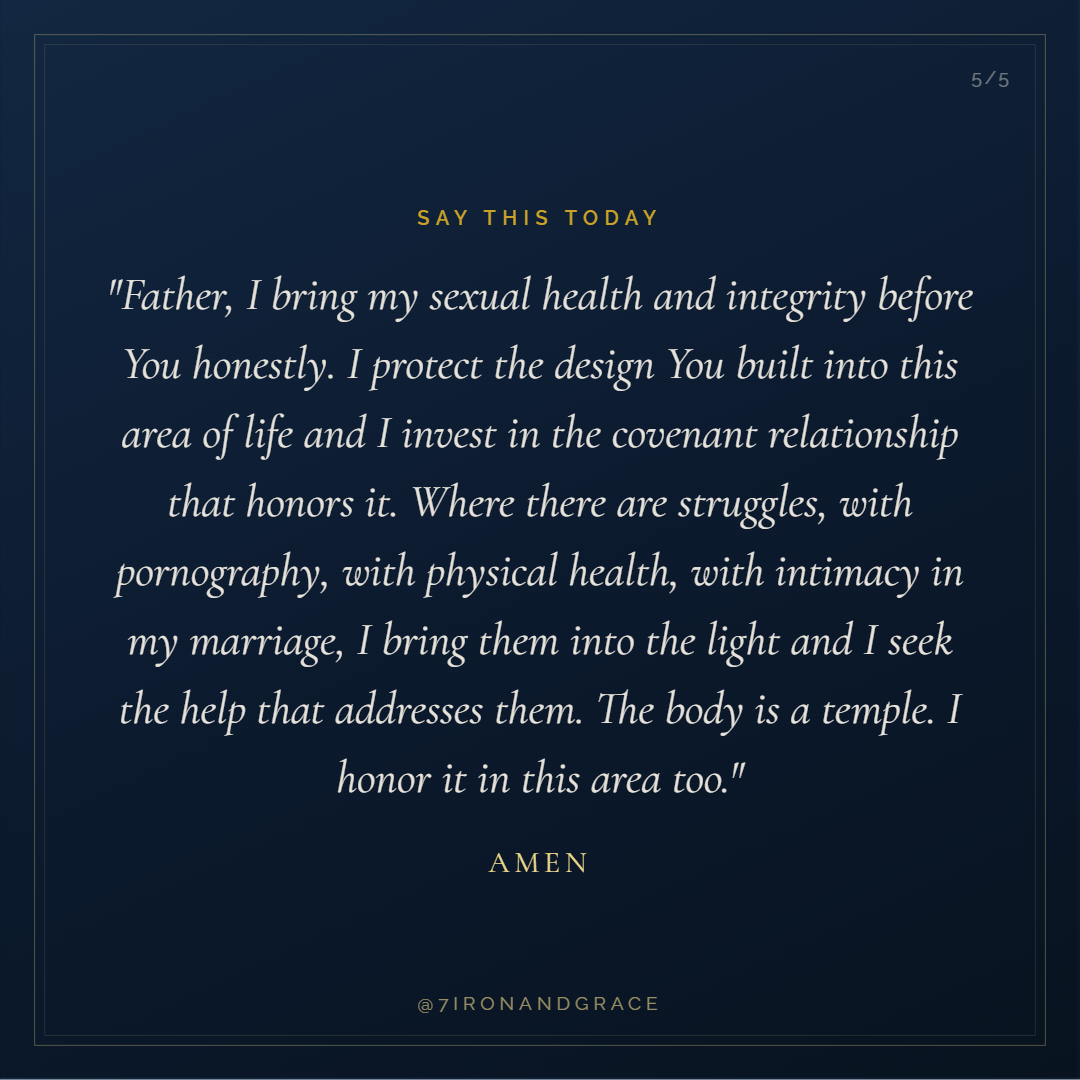 5/5
SAY THIS TODAY
"Father, I bring my sexual health and integrity before
You honestly. I protect the design You built into this
area of life and I invest in the covenant relationship
that honors it. Where there are struggles, with
pornography, with physical health, with intimacy in
my marriage, I bring them into the light and I seek
the help that addresses them. The body is a temple. I
honor it in this area too."
AMEN
@7IRONANDGRACE